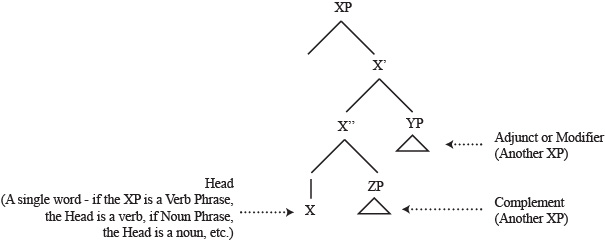 XP
X'
X'' YP
Adjunct or Modifier
(Another XP)
Head
(A single word - if the XP is a Verb Phrase,
the Head is a verb, if Noun Phrase,
the Head is a noun, etc.)
X
ZP
Complement
(Another XP)